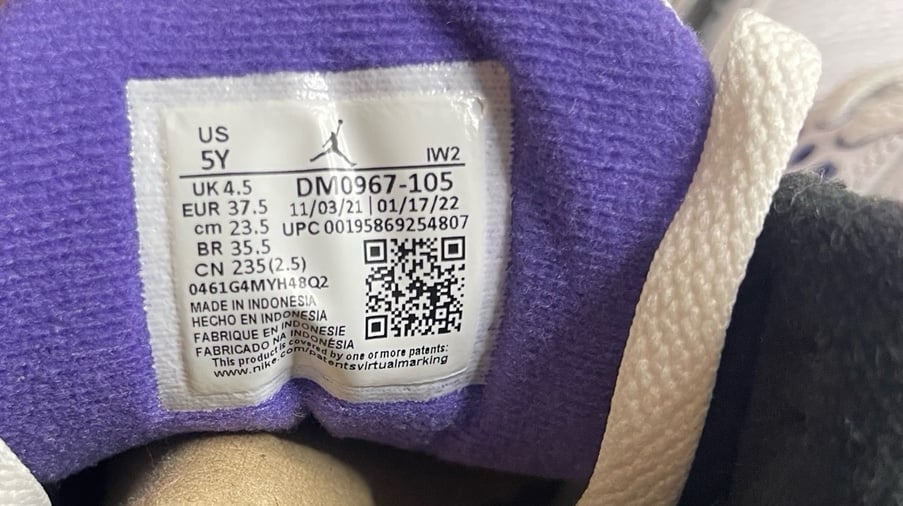 US
5Y
IW2
UK 4.5
DM0967-105
EUR 37.5
11/03/21 | 01/17/22
cm 23.5
UPC 00195869254807
BR 35.5
CN 235(2.5)
0461G4MYH48Q2
MADE IN INDONESIA
HECHO EN INDONESIA
FABRIQUE EN INDONESIE
FABRICADO NA INDONÉSIA
This product is covered by one or more patents:
www.nike.com/patentsvirtualmarking